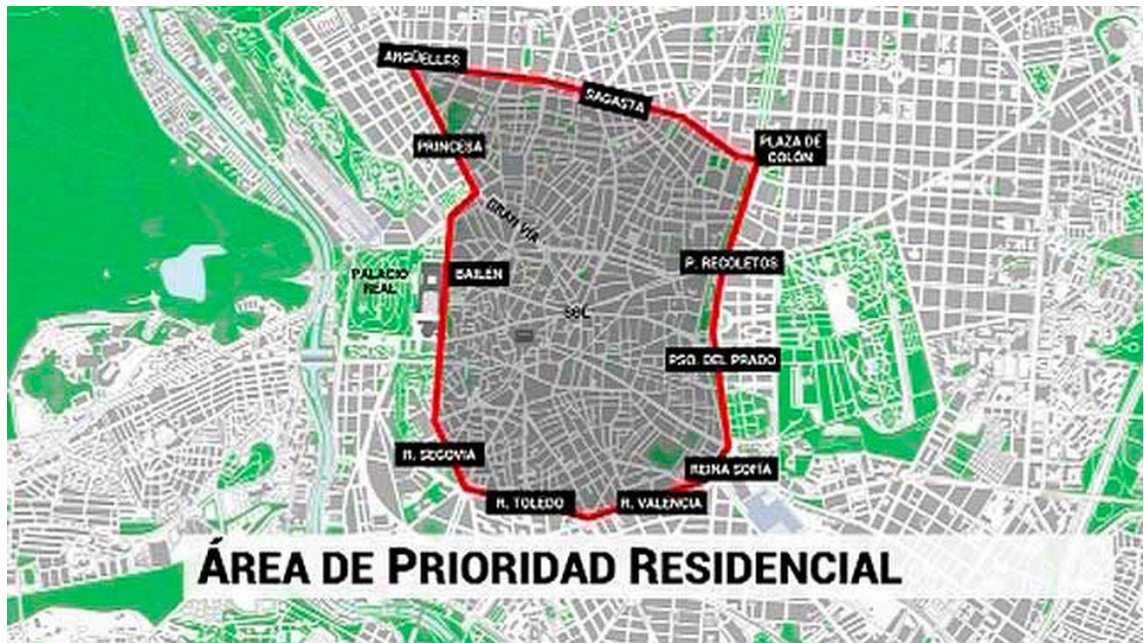 ARGÜELLES
SAGASTA
PRINCESA
PLAZA DE
COLÓN
GRAN VÍA
P. RECOLETOS
PALACIO
REAL
BAILÉN
SOL
PSO. DEL PRADO
R. SEGOVIA
REINA SOFÍA
R. TOLEDO
R. VALENCIA
ÁREA DE PRIORIDAD RESIDENCIAL